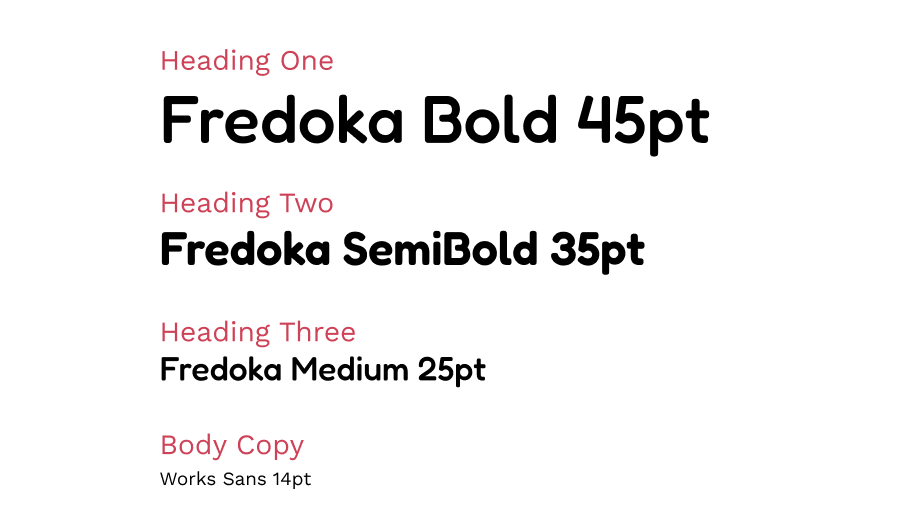 Heading One
Fredoka Bold 45pt
Heading Two
Fredoka SemiBold 35pt
Heading Three
Fredoka Medium 25pt
Body Copy
Works Sans 14pt